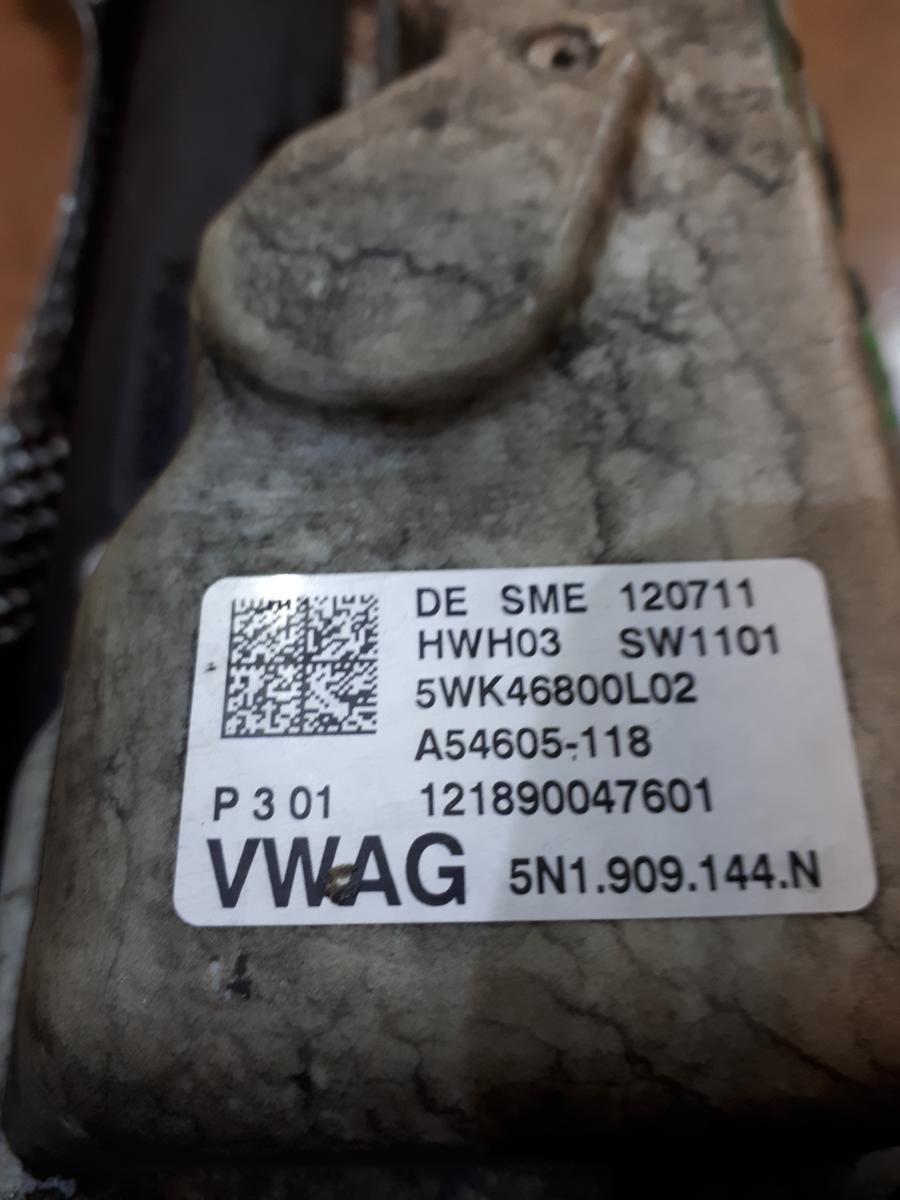 DE SME 120711
HWH03 SW1101
5WK46800L02
A54605-118
P 3 01 121890047601
VWAG 5N1.909.144.N